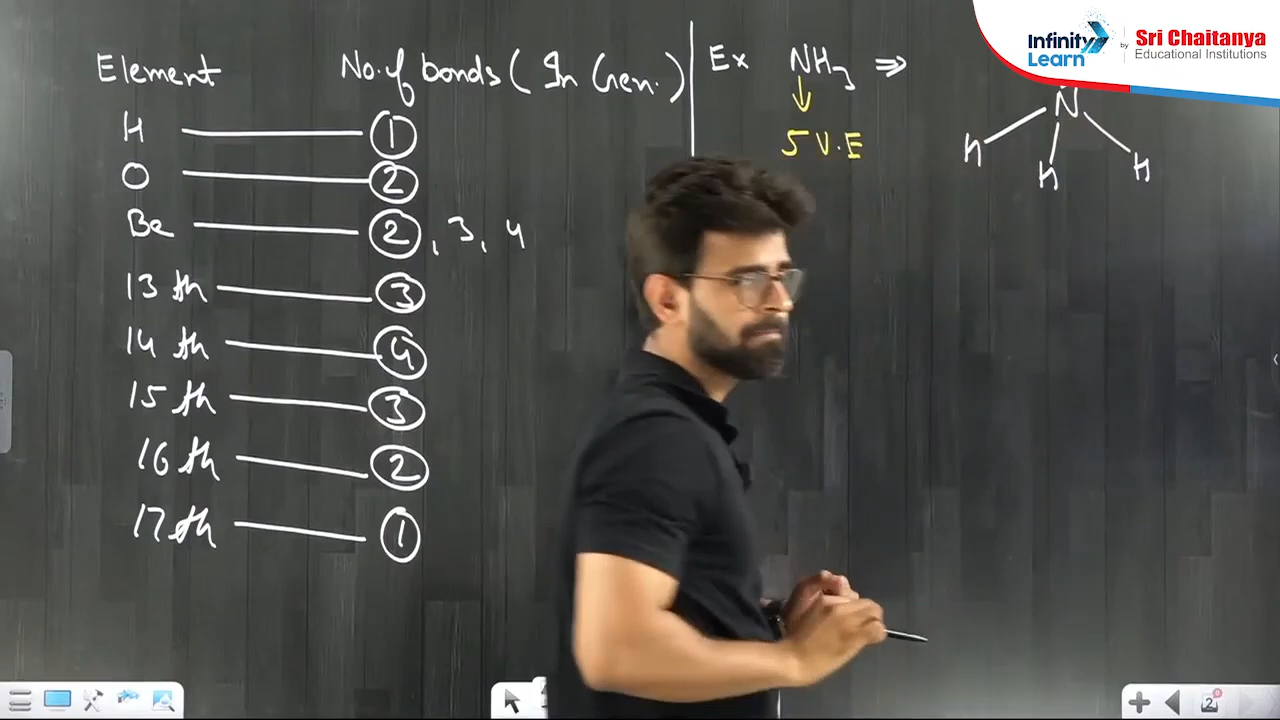 Element No. of bonds (In Gen.)
H 1
O 2
Be 2, 3, 4
13 th 3
14 th 4
15 th 3
16 th 2
17 th 1
Ex NH3 ⇒
5 V.E
N
H H H
Infinity Learn by Sri Chaitanya Educational Institutions
2